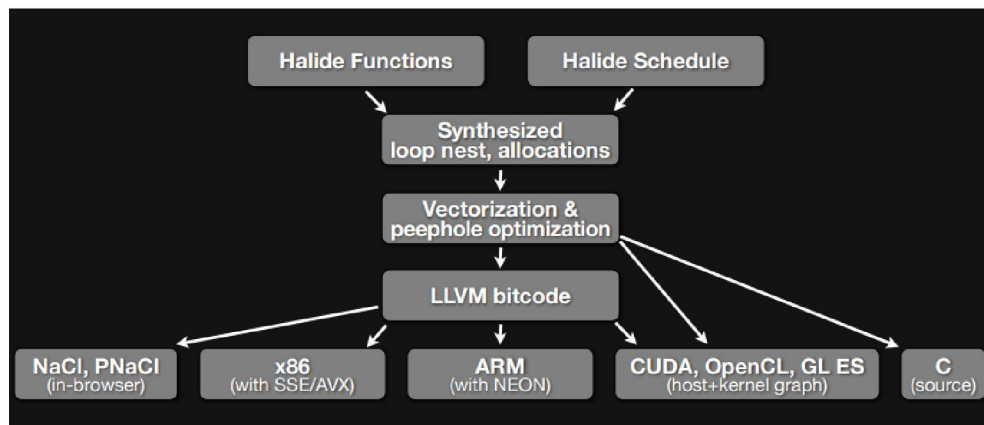 Halide Functions
Halide Schedule
Synthesized
loop nest, allocations
Vectorization &
peephole optimization
LLVM bitcode
NaCl, PNaCl
(in-browser)
x86
(with SSE/AVX)
ARM
(with NEON)
CUDA, OpenCL, GL ES
(host+kernel graph)
C
(source)